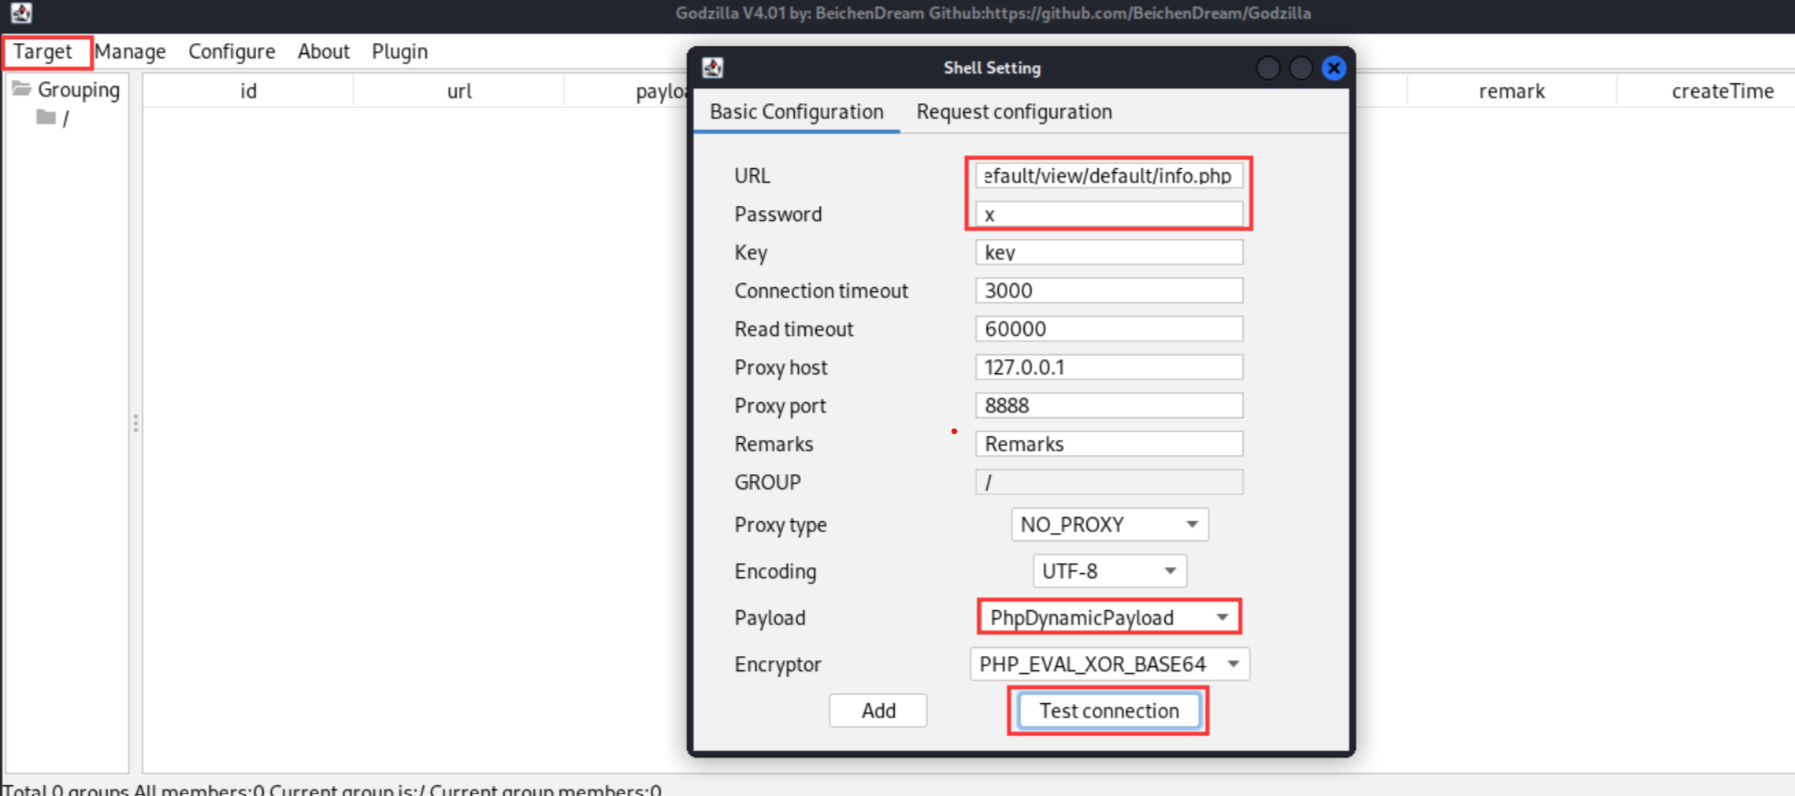 Godzilla V4.01 by: BeichenDream Github:https://github.com/BeichenDream/Godzilla
Target Manage Configure About Plugin
Shell Setting
Grouping
/
id url payloa remark createTime
Basic Configuration Request configuration
URL efault/view/default/info.php
Password x
Key key
Connection timeout 3000
Read timeout 60000
Proxy host 127.0.0.1
Proxy port 8888
Remarks Remarks
GROUP /
Proxy type NO_PROXY
Encoding UTF-8
Payload PhpDynamicPayload
Encryptor PHP_EVAL_XOR_BASE64
Add Test connection
Total 0 groups All members:0 Current group is:/ Current group members:0